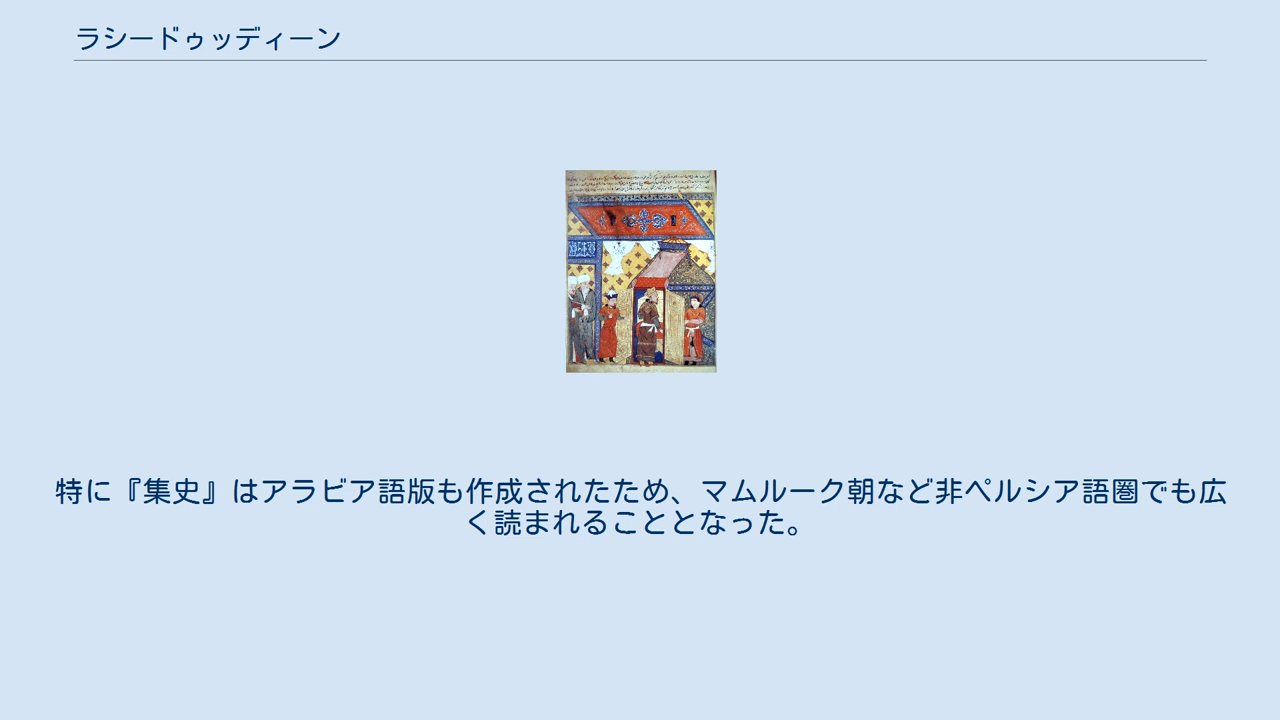 ラシードゥッディーン
特に『集史』はアラビア語版も作成されたため、マムルーク朝など非ペルシア語圏でも広
く読まれることとなった。